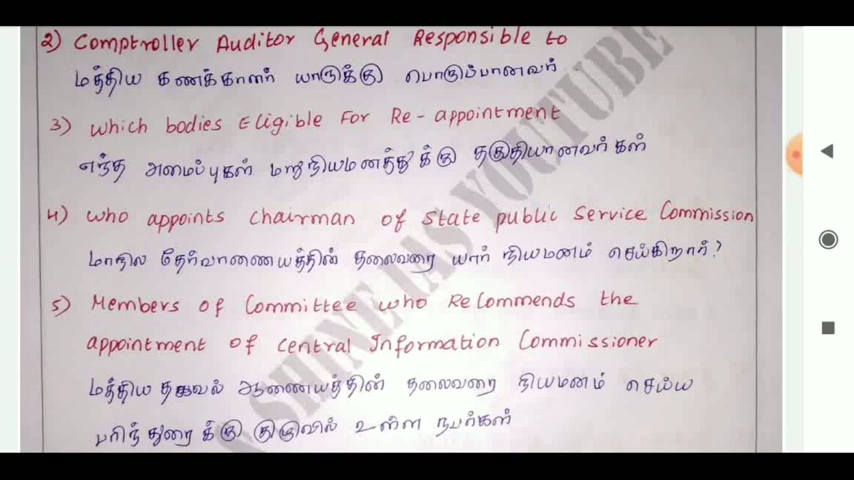 2) Comptroller Auditor General Responsible to
மத்திய கணக்காளர் யாருக்கு பொடுப்பானவர்
3) which bodies Eligible For Re-appointment
எந்த அமைப்புகள் மறுநியமனத்துக்கு தகுதியானவர்கள்
4) who appoints chairman of state public Service Commission
மாநில தேர்வாணையத்தின் தலைவரை யார் நியமனம் செய்கிறார்?
5) Members of Committee who Recommends the
appointment of central Information Commissioner
மத்திய தகவல் ஆணையத்தின் தலைவரை நியமனம் செய்ய
பரிந்துரைக்கு குழுவில் உள்ள நபர்கள்
SHINE IAS YOUTUBE